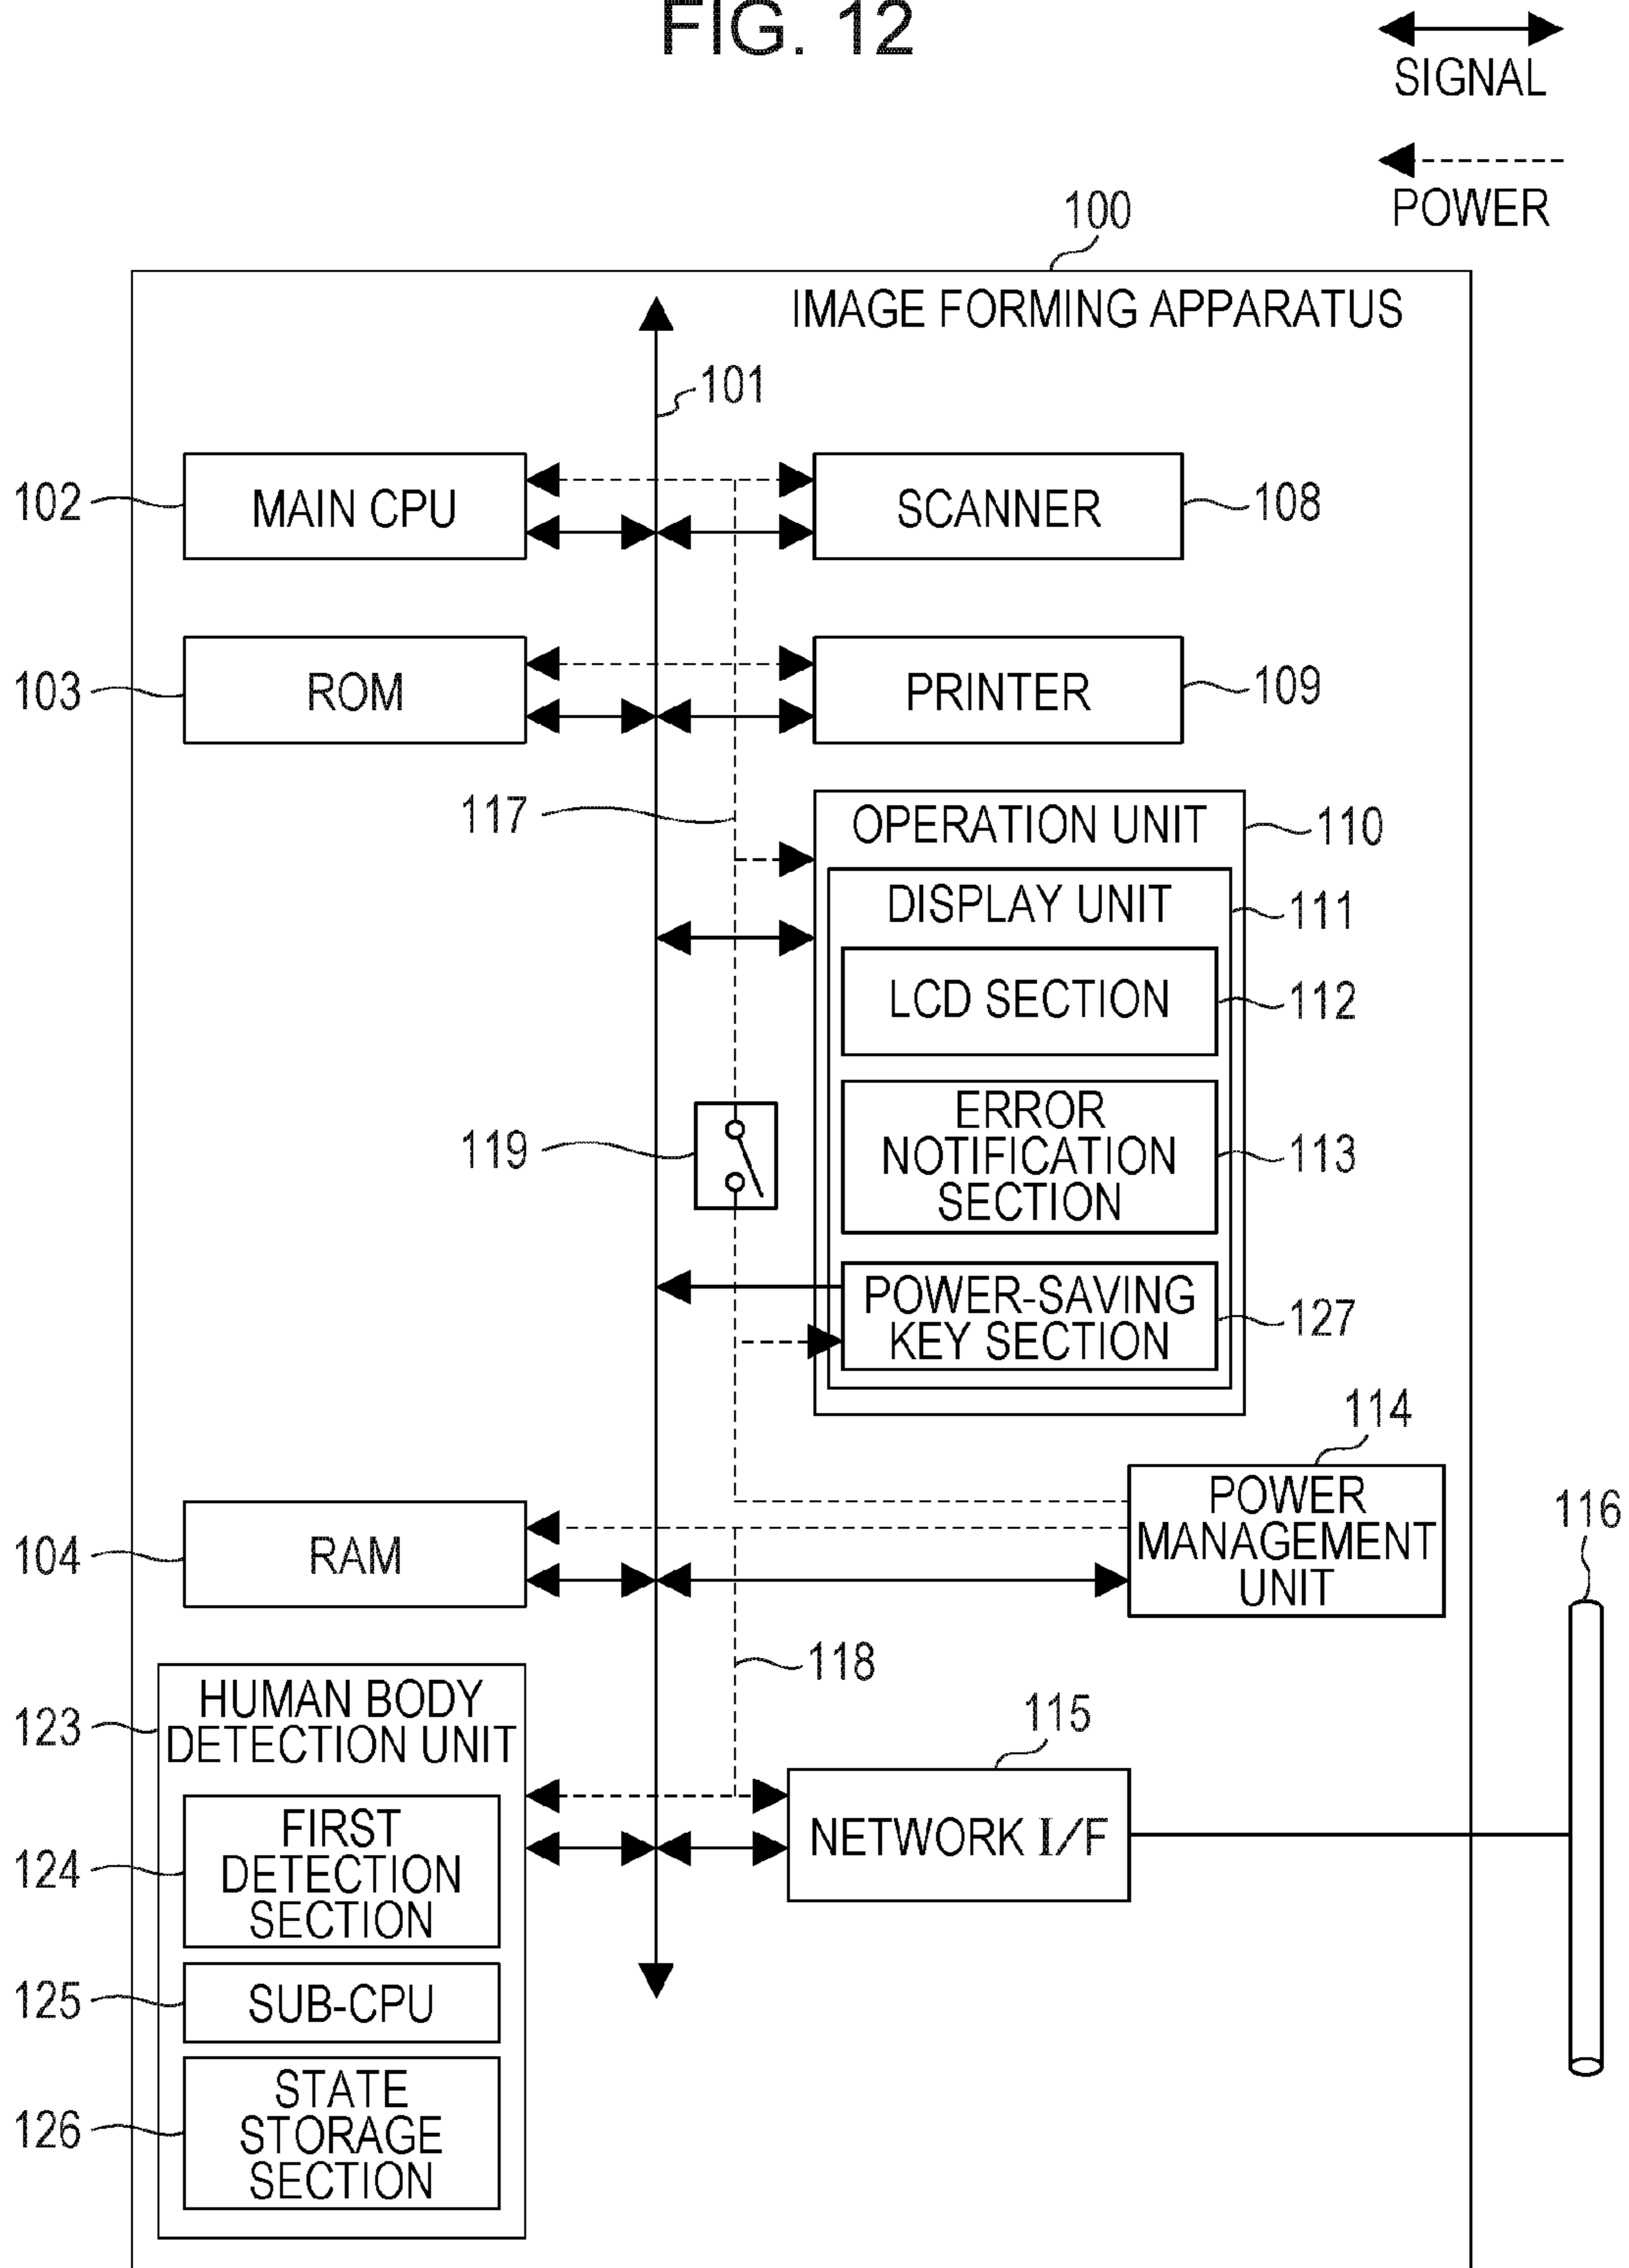 FIG. 12
SIGNAL
POWER
100
IMAGE FORMING APPARATUS
101
102
MAIN CPU
SCANNER
108
103
ROM
PRINTER
109
117
OPERATION UNIT
110
DISPLAY UNIT
111
LCD SECTION
112
119
ERROR
NOTIFICATION
SECTION
113
POWER-SAVING
KEY SECTION
127
114
POWER
MANAGEMENT
UNIT
116
104
RAM
118
123
HUMAN BODY
DETECTION UNIT
115
NETWORK I/F
124
FIRST
DETECTION
SECTION
125
SUB-CPU
126
STATE
STORAGE
SECTION